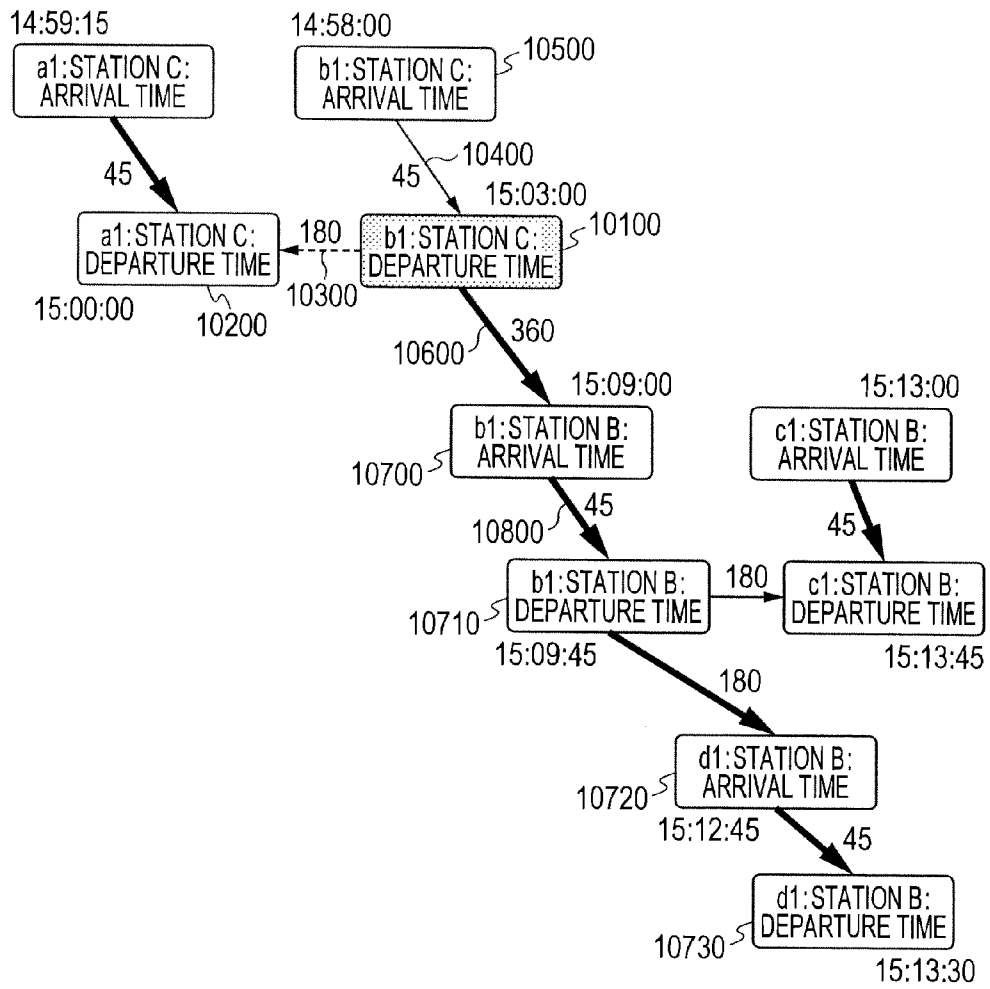 14:59:15
14:58:00
a1:STATION C:
ARRIVAL TIME
b1:STATION C:
ARRIVAL TIME
10500
45
45
10400
15:03:00
a1:STATION C:
DEPARTURE TIME
180
10300
b1:STATION C:
DEPARTURE TIME
10100
15:00:00
10200
10600
360
15:09:00
15:13:00
b1:STATION B:
ARRIVAL TIME
10700
c1:STATION B:
ARRIVAL TIME
10800
45
45
b1:STATION B:
DEPARTURE TIME
180
c1:STATION B:
DEPARTURE TIME
10710
15:09:45
15:13:45
180
d1:STATION B:
ARRIVAL TIME
10720
15:12:45
45
d1:STATION B:
DEPARTURE TIME
10730
15:13:30